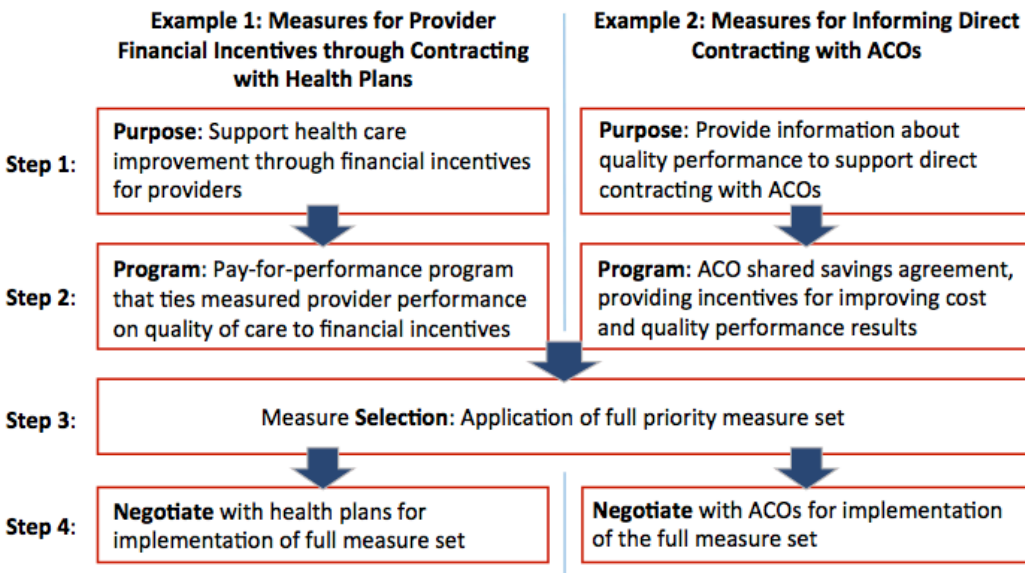 Example 1: Measures for Provider
Financial Incentives through Contracting
with Health Plans
Example 2: Measures for Informing Direct
Contracting with ACOs
Step 1:
Purpose: Support health care
improvement through financial incentives
for providers
Purpose: Provide information about
quality performance to support direct
contracting with ACOs
Step 2:
Program: Pay-for-performance program
that ties measured provider performance
on quality of care to financial incentives
Program: ACO shared savings agreement,
providing incentives for improving cost
and quality performance results
Step 3:
Measure Selection: Application of full priority measure set
Step 4:
Negotiate with health plans for
implementation of full measure set
Negotiate with ACOs for implementation
of the full measure set